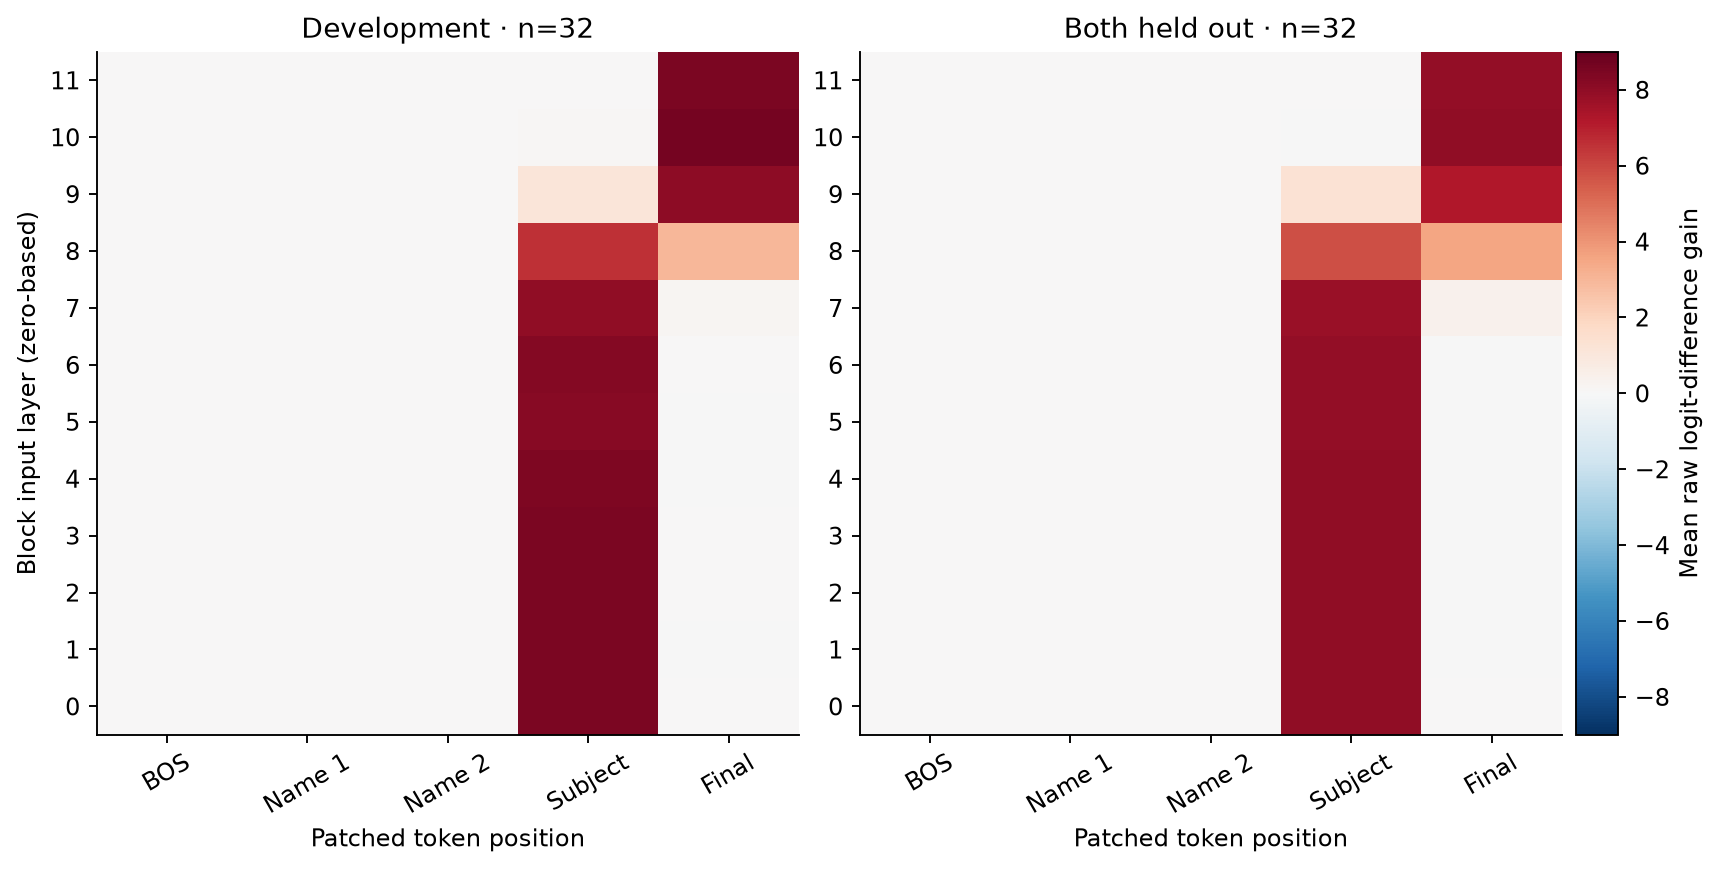 Development · n=32
Both held out · n=32
Block input layer (zero-based)
11
10
9
8
7
6
5
4
3
2
1
0
11
10
9
8
7
6
5
4
3
2
1
0
BOS
Name 1
Name 2
Subject
Final
BOS
Name 1
Name 2
Subject
Final
Patched token position
Patched token position
8
6
4
2
0
−2
−4
−6
−8
Mean raw logit-difference gain